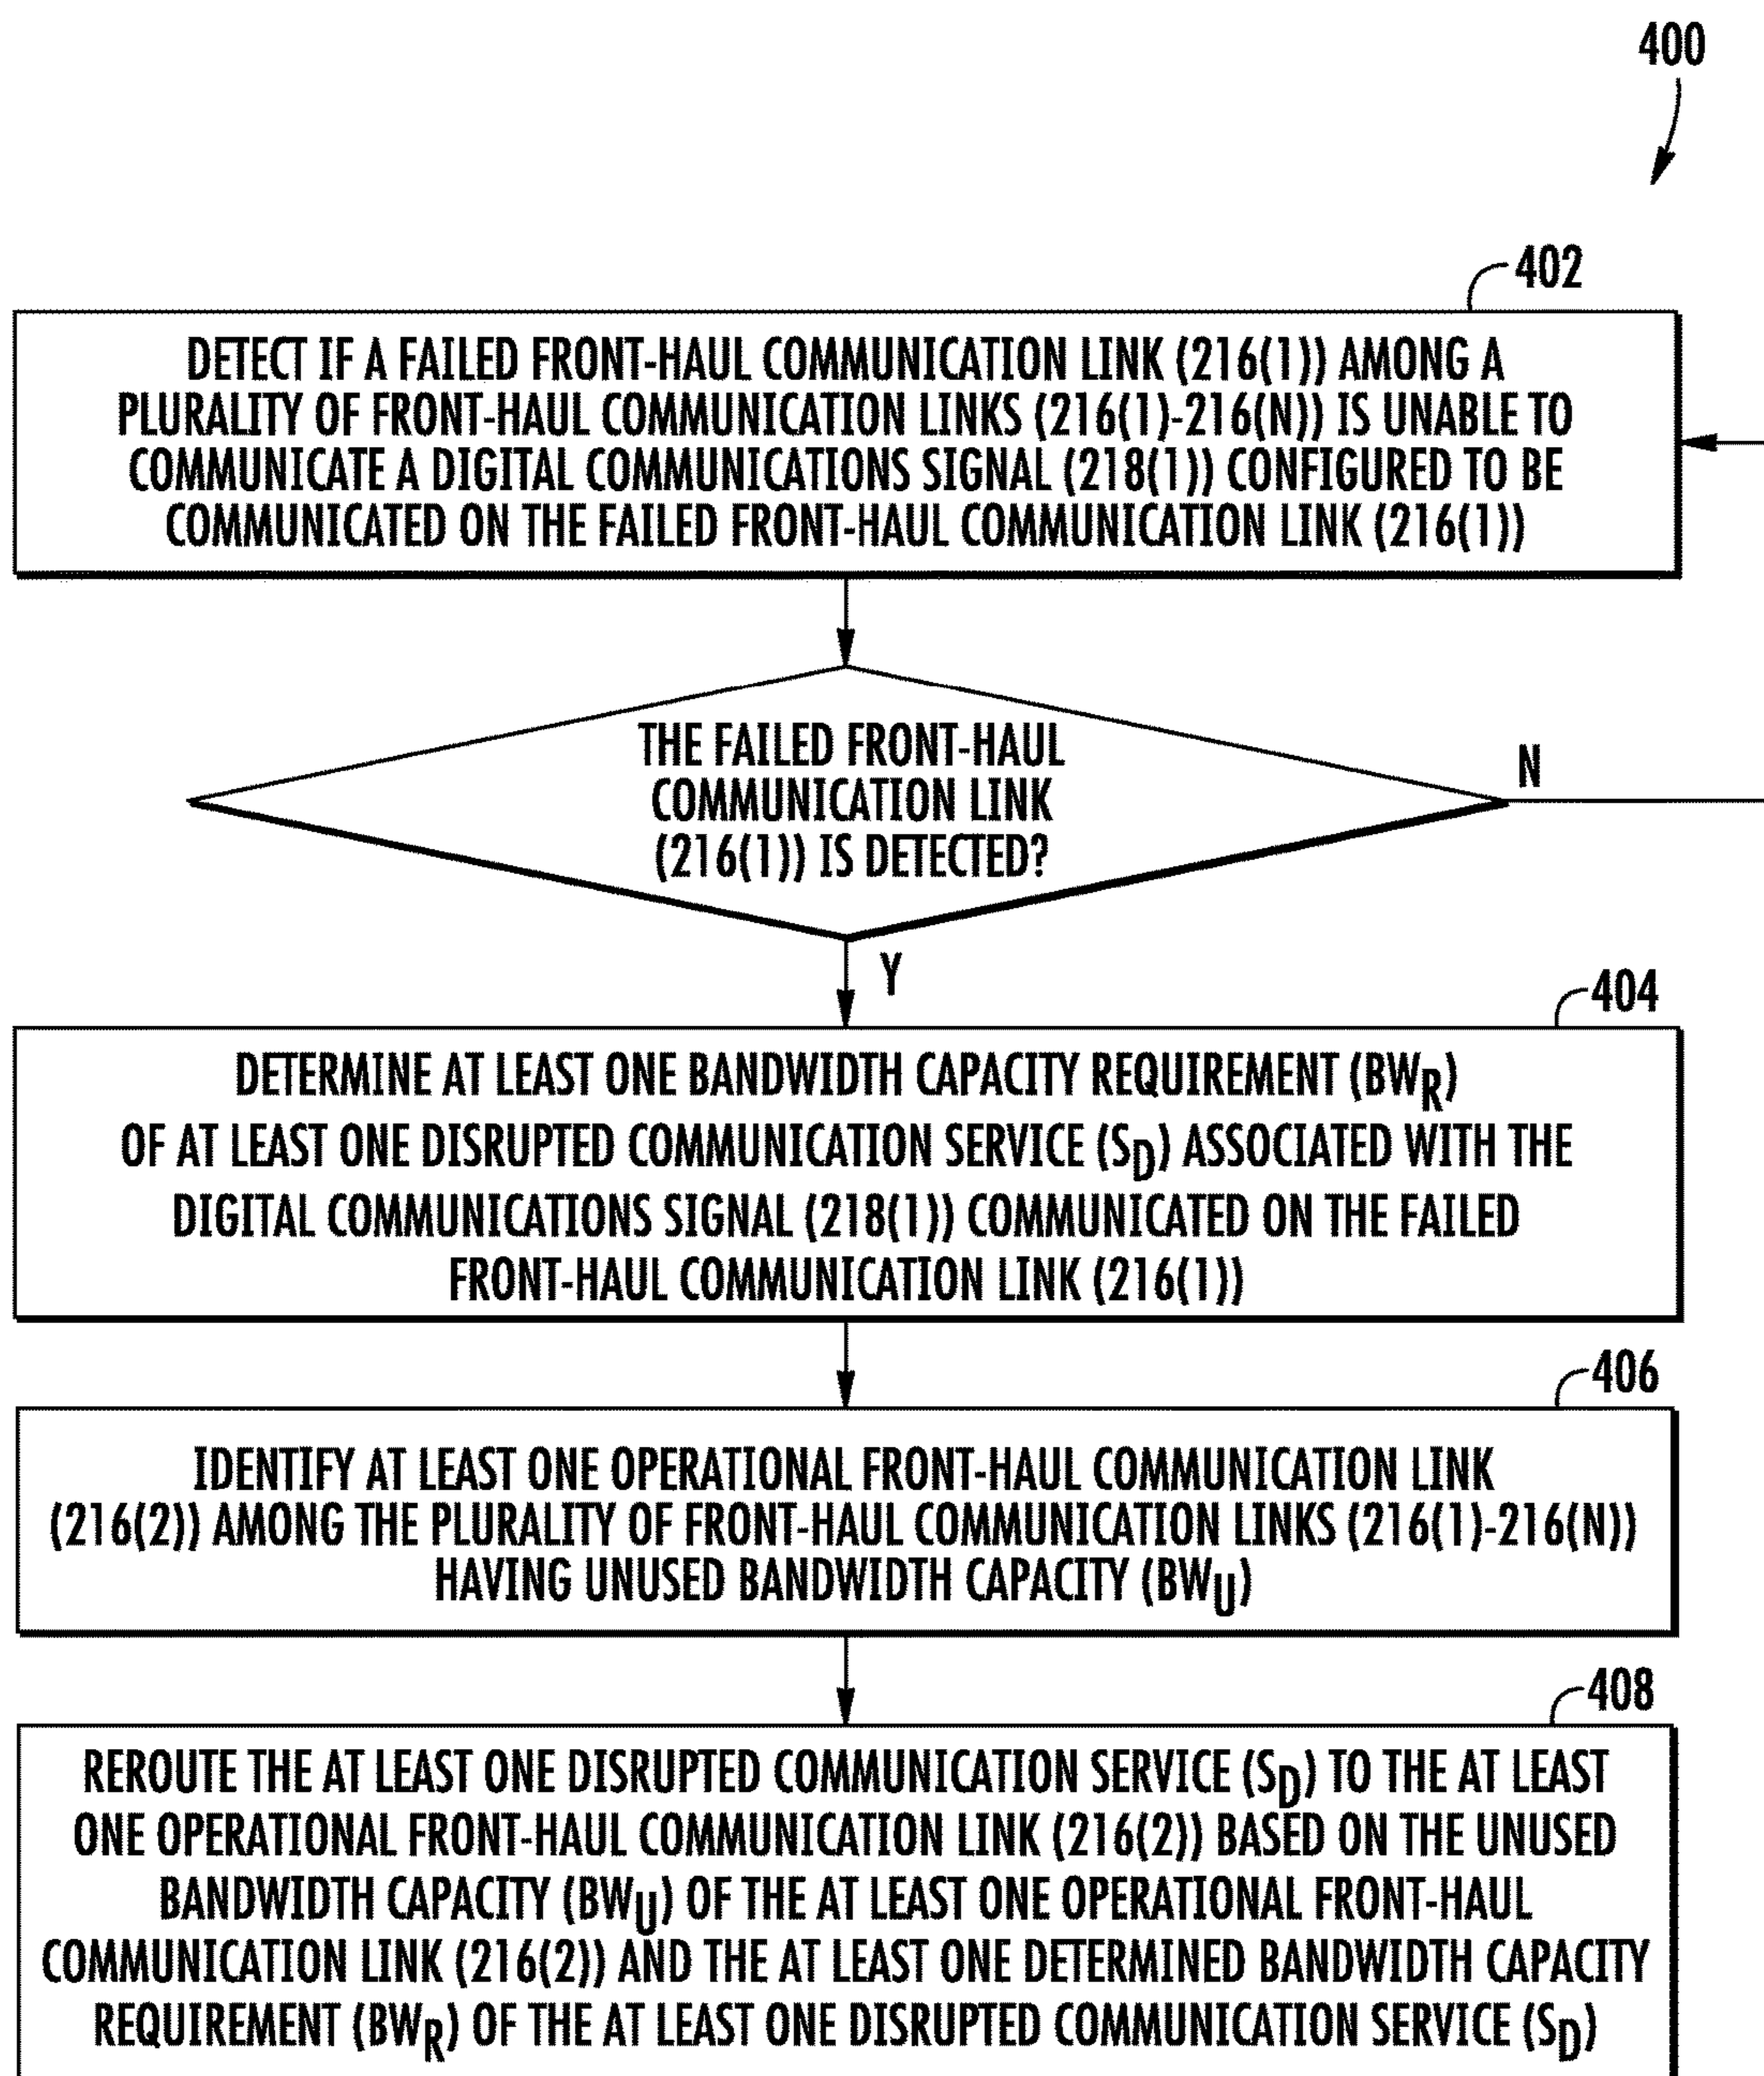 400
402
DETECT IF A FAILED FRONT-HAUL COMMUNICATION LINK (216(1)) AMONG A
PLURALITY OF FRONT-HAUL COMMUNICATION LINKS (216(1)-216(N)) IS UNABLE TO
COMMUNICATE A DIGITAL COMMUNICATIONS SIGNAL (218(1)) CONFIGURED TO BE
COMMUNICATED ON THE FAILED FRONT-HAUL COMMUNICATION LINK (216(1))
THE FAILED FRONT-HAUL
COMMUNICATION LINK
(216(1)) IS DETECTED?
N
Y
404
DETERMINE AT LEAST ONE BANDWIDTH CAPACITY REQUIREMENT (BWR)
OF AT LEAST ONE DISRUPTED COMMUNICATION SERVICE (SD) ASSOCIATED WITH THE
DIGITAL COMMUNICATIONS SIGNAL (218(1)) COMMUNICATED ON THE FAILED
FRONT-HAUL COMMUNICATION LINK (216(1))
406
IDENTIFY AT LEAST ONE OPERATIONAL FRONT-HAUL COMMUNICATION LINK
(216(2)) AMONG THE PLURALITY OF FRONT-HAUL COMMUNICATION LINKS (216(1)-216(N))
HAVING UNUSED BANDWIDTH CAPACITY (BWU)
408
REROUTE THE AT LEAST ONE DISRUPTED COMMUNICATION SERVICE (SD) TO THE AT LEAST
ONE OPERATIONAL FRONT-HAUL COMMUNICATION LINK (216(2)) BASED ON THE UNUSED
BANDWIDTH CAPACITY (BWU) OF THE AT LEAST ONE OPERATIONAL FRONT-HAUL
COMMUNICATION LINK (216(2)) AND THE AT LEAST ONE DETERMINED BANDWIDTH CAPACITY
REQUIREMENT (BWR) OF THE AT LEAST ONE DISRUPTED COMMUNICATION SERVICE (SD)